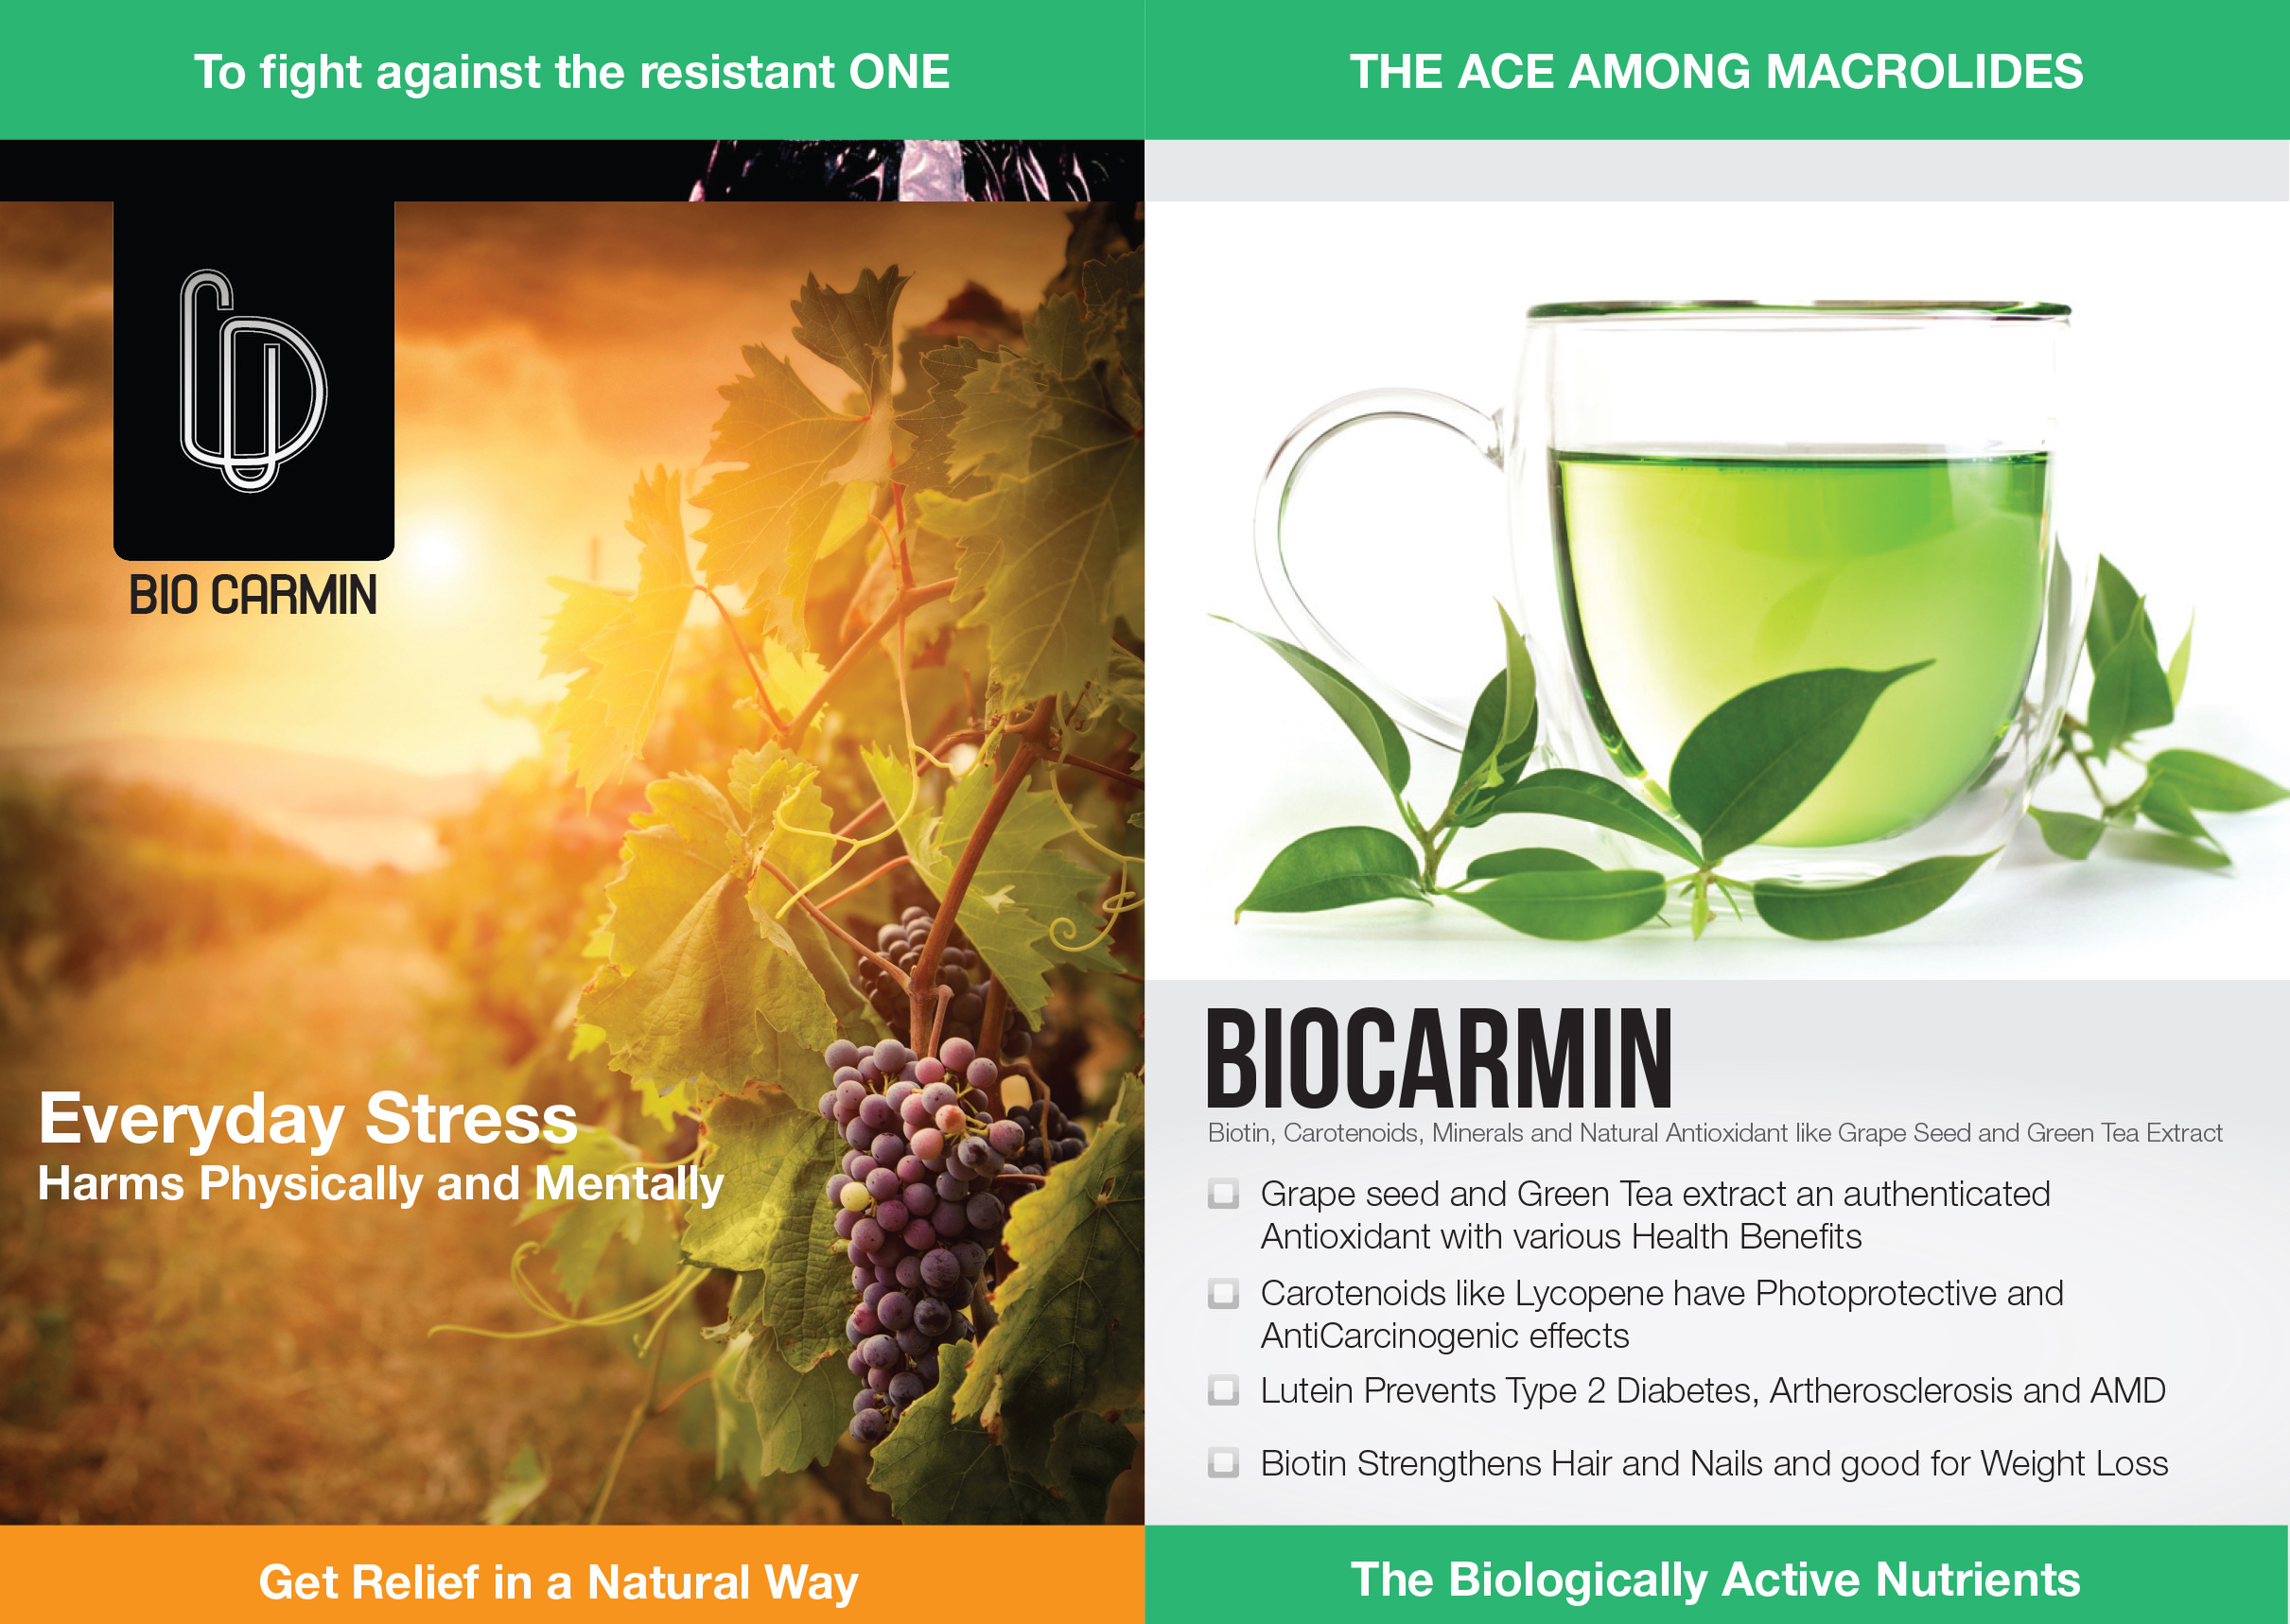 To fight against the resistant ONE
BIO CARMIN
Everyday Stress
Harms Physically and Mentally
Get Relief in a Natural Way
THE ACE AMONG MACROLIDES
BIOCARMIN
Biotin, Carotenoids, Minerals and Natural Antioxidant like Grape Seed and Green Tea Extract
Grape seed and Green Tea extract an authenticated
Antioxidant with various Health Benefits
Carotenoids like Lycopene have Photoprotective and
AntiCarcinogenic effects
Lutein Prevents Type 2 Diabetes, Artherosclerosis and AMD
Biotin Strengthens Hair and Nails and good for Weight Loss
The Biologically Active Nutrients